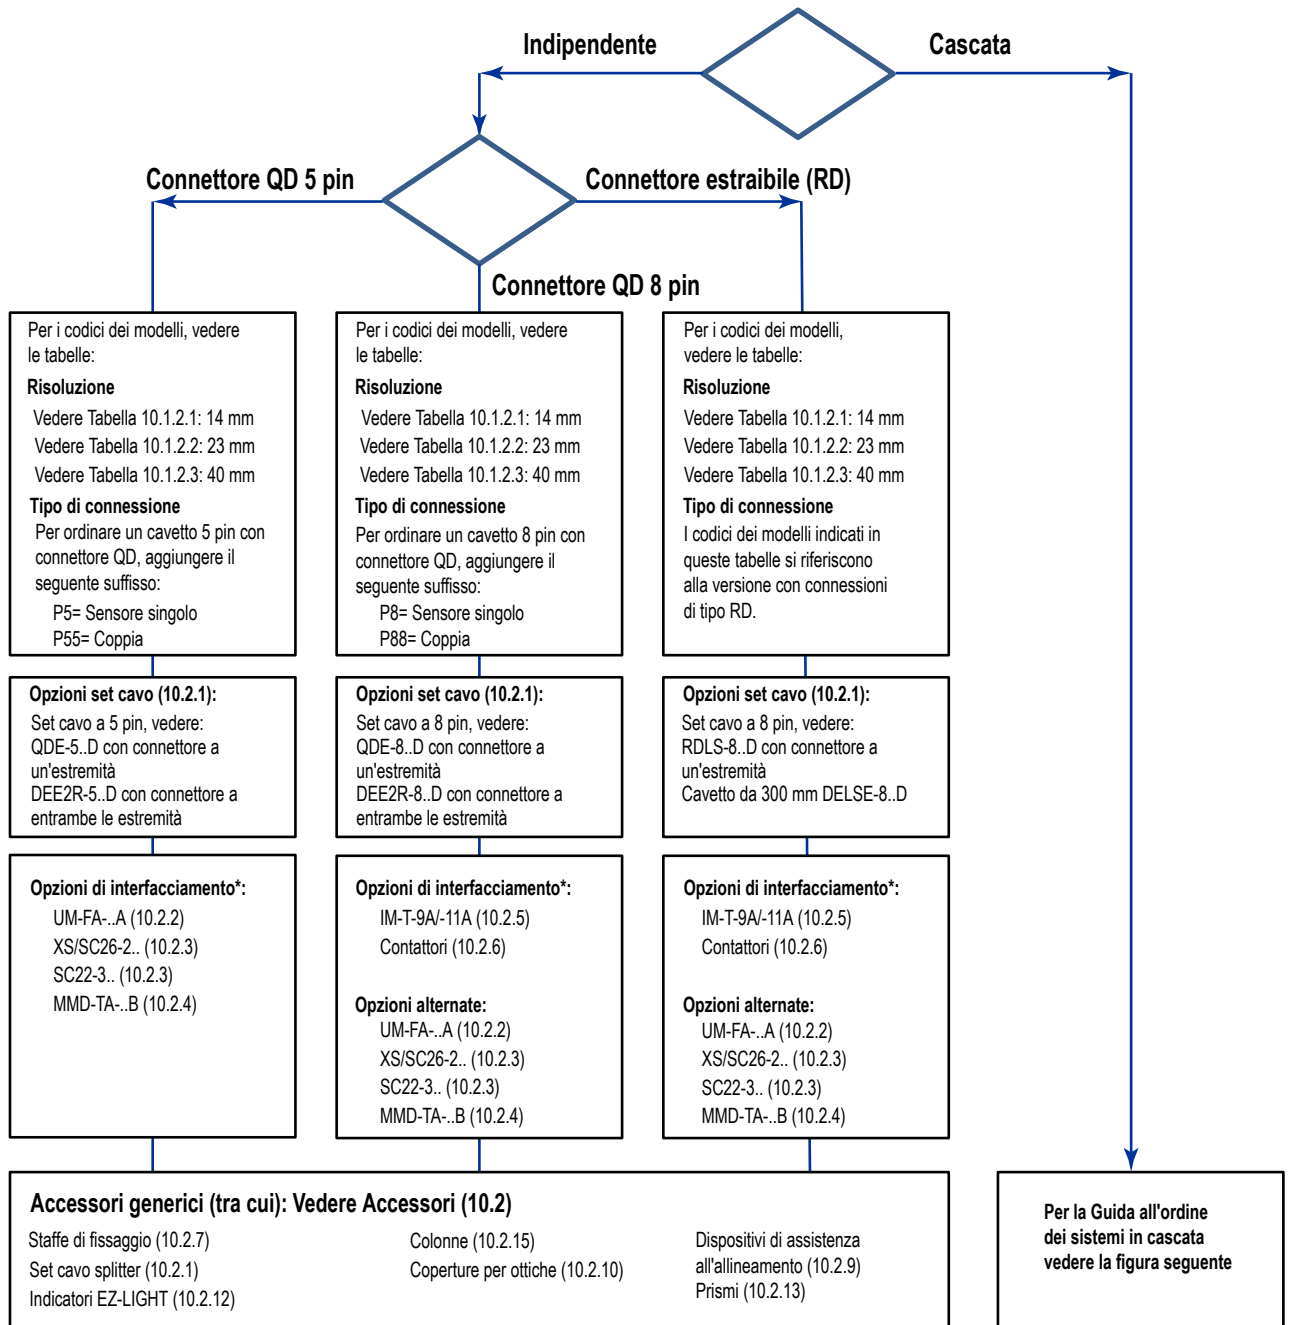 Indipendente
Cascata
Connettore QD 5 pin
Connettore estraibile (RD)
Connettore QD 8 pin
Per i codici dei modelli, vedere
le tabelle:
Risoluzione
Vedere Tabella 10.1.2.1: 14 mm
Vedere Tabella 10.1.2.2: 23 mm
Vedere Tabella 10.1.2.3: 40 mm
Tipo di connessione
Per ordinare un cavetto 5 pin con
connettore QD, aggiungere il
seguente suffisso:
P5= Sensore singolo
P55= Coppia
Per i codici dei modelli, vedere
le tabelle:
Risoluzione
Vedere Tabella 10.1.2.1: 14 mm
Vedere Tabella 10.1.2.2: 23 mm
Vedere Tabella 10.1.2.3: 40 mm
Tipo di connessione
Per ordinare un cavetto 8 pin con
connettore QD, aggiungere il
seguente suffisso:
P8= Sensore singolo
P88= Coppia
Per i codici dei modelli,
vedere le tabelle:
Risoluzione
Vedere Tabella 10.1.2.1: 14 mm
Vedere Tabella 10.1.2.2: 23 mm
Vedere Tabella 10.1.2.3: 40 mm
Tipo di connessione
I codici dei modelli indicati in
queste tabelle si riferiscono
alla versione con connessioni
di tipo RD.
Opzioni set cavo (10.2.1):
Set cavo a 5 pin, vedere:
QDE-5..D con connettore a
un'estremità
DEE2R-5..D con connettore a
entrambe le estremità
Opzioni set cavo (10.2.1):
Set cavo a 8 pin, vedere:
QDE-8..D con connettore a
un'estremità
DEE2R-8..D con connettore a
entrambe le estremità
Opzioni set cavo (10.2.1):
Set cavo a 8 pin, vedere:
RDLS-8..D con connettore a
un'estremità
Cavetto da 300 mm DELSE-8..D
Opzioni di interfacciamento*:
UM-FA-..A (10.2.2)
XS/SC26-2.. (10.2.3)
SC22-3.. (10.2.3)
MMD-TA-..B (10.2.4)
Opzioni di interfacciamento*:
IM-T-9A/-11A (10.2.5)
Contattori (10.2.6)
Opzioni alternate:
UM-FA-..A (10.2.2)
XS/SC26-2.. (10.2.3)
SC22-3.. (10.2.3)
MMD-TA-..B (10.2.4)
Opzioni di interfacciamento*:
IM-T-9A/-11A (10.2.5)
Contattori (10.2.6)
Opzioni alternate:
UM-FA-..A (10.2.2)
XS/SC26-2.. (10.2.3)
SC22-3.. (10.2.3)
MMD-TA-..B (10.2.4)
Accessori generici (tra cui): Vedere Accessori (10.2)
Staffe di fissaggio (10.2.7)
Set cavo splitter (10.2.1)
Indicatori EZ-LIGHT (10.2.12)
Colonne (10.2.15)
Coperture per ottiche (10.2.10)
Dispositivi di assistenza
all'allineamento (10.2.9)
Prismi (10.2.13)
Per la Guida all'ordine
dei sistemi in cascata
vedere la figura seguente